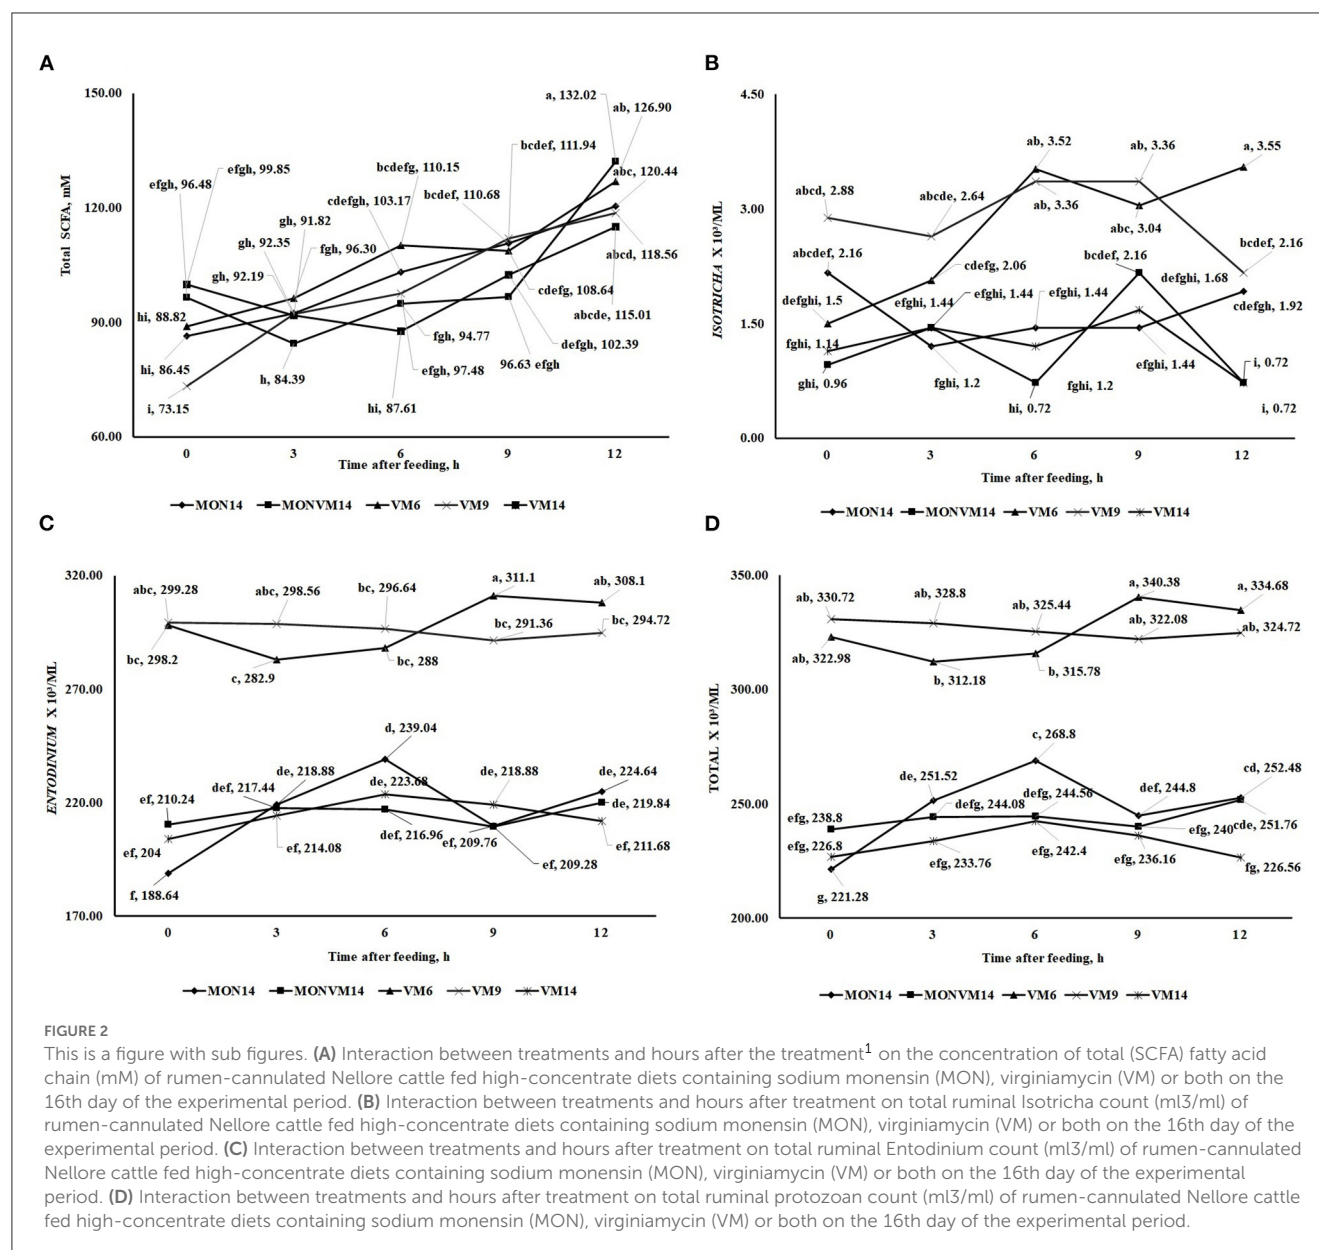 A
150.00
120.00
90.00
60.00
Total SCFA, mM
efgh, 96.48
efgh, 99.85
hi, 88.82
hi, 86.45
i, 73.15
gh, 91.82
gh, 92.35
gh, 92.19
fgh, 96.30
h, 84.39
bcdefg, 110.15
cdefgh, 103.17
fgh, 94.77
efgh, 97.48
hi, 87.61
bcdef, 111.94
bcdef, 110.68
cdefg, 108.64
defgh, 102.39
96.63 efgh
a, 132.02
ab, 126.90
abc, 120.44
abcd, 118.56
abcde, 115.01
0 3 6 9 12
Time after feeding, h
MON14 MONVM14 VM6 VM9 VM14
B
4.50
3.00
1.50
0.00
ISOTRICHA X 10³/ML
abcd, 2.88
abcdef, 2.16
defghi, 1.5
fghi, 1.14
ghi, 0.96
abcde, 2.64
cdefg, 2.06
efghi, 1.44
efghi, 1.44
fghi, 1.2
ab, 3.52
ab, 3.36
efghi, 1.44
fghi, 1.2
hi, 0.72
ab, 3.36
abc, 3.04
bcdef, 2.16
defghi, 1.68
efghi, 1.44
a, 3.55
bcdef, 2.16
cdefgh, 1.92
i, 0.72
i, 0.72
0 3 6 9 12
Time after feeding, h
MON14 MONVM14 VM6 VM9 VM14
C
320.00
270.00
220.00
170.00
ENTODINIUM X 10³/ML
abc, 299.28
bc, 298.2
ef, 210.24
ef, 204
f, 188.64
abc, 298.56
c, 282.9
de, 218.88
def, 217.44
ef, 214.08
bc, 296.64
bc, 288
d, 239.04
de, 223.68
def, 216.96
a, 311.1
bc, 291.36
de, 218.88
ef, 209.76
ef, 209.28
ab, 308.1
bc, 294.72
de, 224.64
de, 219.84
ef, 211.68
0 3 6 9 12
Time after feeding, h
MON14 MONVM14 VM6 VM9 VM14
D
350.00
300.00
250.00
200.00
TOTAL X 10³/ML
ab, 330.72
ab, 322.98
efg, 238.8
efg, 226.8
g, 221.28
ab, 328.8
b, 312.18
de, 251.52
defg, 244.08
efg, 233.76
ab, 325.44
b, 315.78
c, 268.8
defg, 244.56
efg, 242.4
a, 340.38
ab, 322.08
def, 244.8
efg, 240
efg, 236.16
a, 334.68
ab, 324.72
cd, 252.48
cde, 251.76
fg, 226.56
0 3 6 9 12
Time after feeding, h
MON14 MONVM14 VM6 VM9 VM14
FIGURE 2
This is a figure with sub figures. (A) Interaction between treatments and hours after the treatment¹ on the concentration of total (SCFA) fatty acid
chain (mM) of rumen-cannulated Nellore cattle fed high-concentrate diets containing sodium monensin (MON), virginiamycin (VM) or both on the
16th day of the experimental period. (B) Interaction between treatments and hours after treatment on total ruminal Isotricha count (ml3/ml) of
rumen-cannulated Nellore cattle fed high-concentrate diets containing sodium monensin (MON), virginiamycin (VM) or both on the 16th day of the
experimental period. (C) Interaction between treatments and hours after treatment on total ruminal Entodinium count (ml3/ml) of rumen-cannulated
Nellore cattle fed high-concentrate diets containing sodium monensin (MON), virginiamycin (VM) or both on the 16th day of the experimental
period. (D) Interaction between treatments and hours after treatment on total ruminal protozoan count (ml3/ml) of rumen-cannulated Nellore cattle
fed high-concentrate diets containing sodium monensin (MON), virginiamycin (VM) or both on the 16th day of the experimental period.